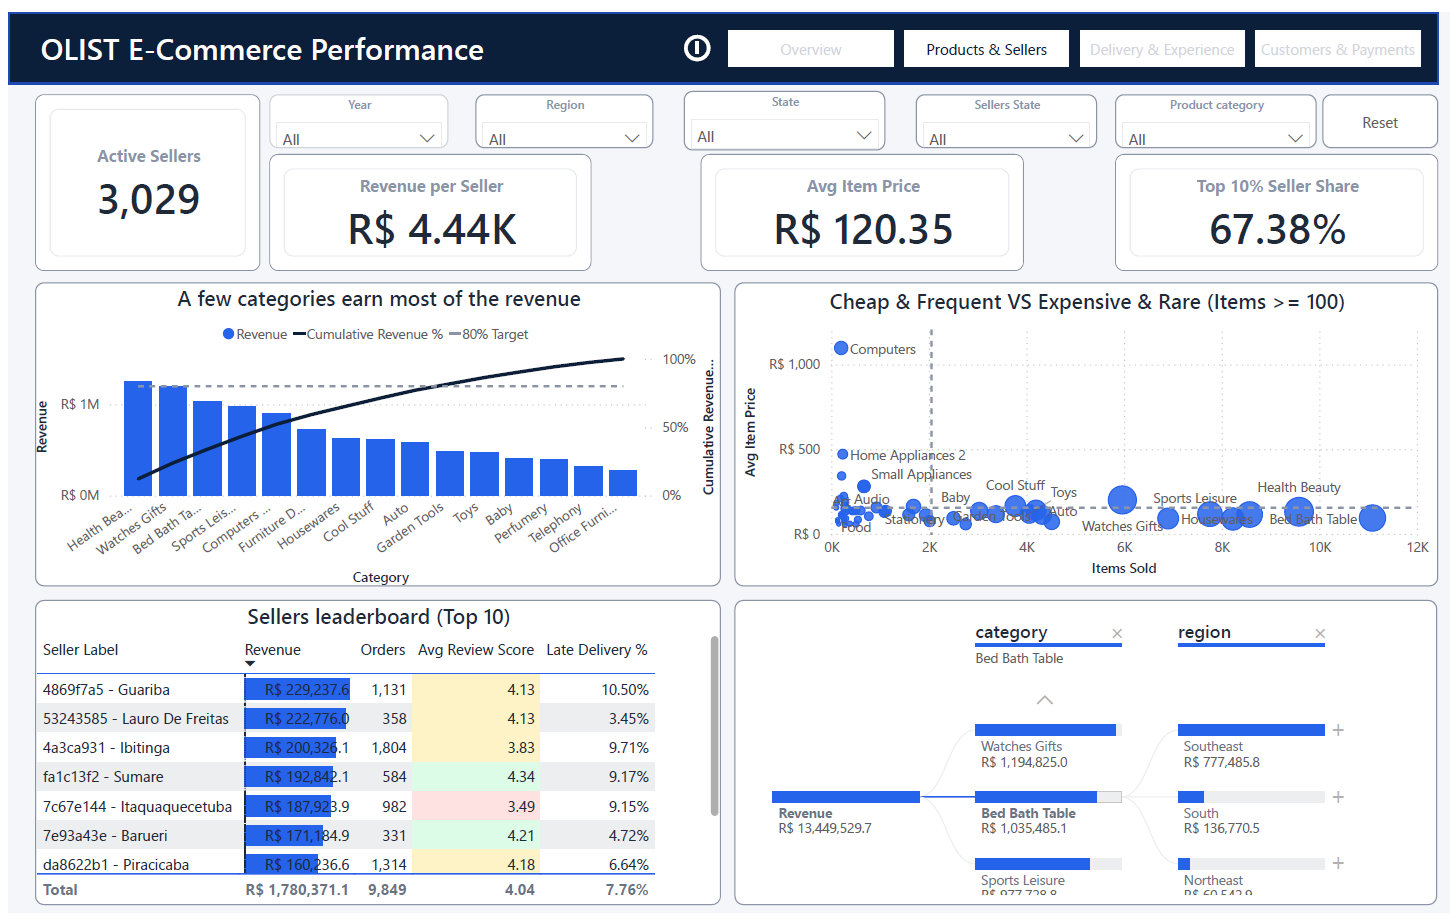 OLIST E-Commerce Performance
Overview
Products & Sellers
Delivery & Experience
Customers & Payments
Active Sellers
3,029
Year
All
Region
All
State
All
Sellers State
All
Product category
All
Reset
Revenue per Seller
R$ 4.44K
Avg Item Price
R$ 120.35
Top 10% Seller Share
67.38%
A few categories earn most of the revenue
Revenue Cumulative Revenue % 80% Target
Revenue
R$ 1M
R$ 0M
100%
50%
0%
Cumulative Revenue...
Health Bea...
Watches Gifts
Bed Bath Ta...
Sports Leis...
Computers ...
Furniture D...
Housewares
Cool Stuff
Auto
Garden Tools
Toys
Baby
Perfumery
Telephony
Office Furni...
Category
Cheap & Frequent VS Expensive & Rare (Items >= 100)
Avg Item Price
R$ 1,000
R$ 500
R$ 0
Computers
Home Appliances 2
Small Appliances
Cool Stuff
Toys
Health Beauty
Audio
Baby
Sports Leisure
Stationery
Garden Tools
Auto
Housewares
Bed Bath Table
Food
Watches Gifts
0K 2K 4K 6K 8K 10K 12K
Items Sold
Sellers leaderboard (Top 10)
Seller Label Revenue Orders Avg Review Score Late Delivery %
4869f7a5 - Guariba R$ 229,237.6 1,131 4.13 10.50%
53243585 - Lauro De Freitas R$ 222,776.0 358 4.13 3.45%
4a3ca931 - Ibitinga R$ 200,326.1 1,804 3.83 9.71%
fa1c13f2 - Sumare R$ 192,842.1 584 4.34 9.17%
7c67e144 - Itaquaquecetuba R$ 187,923.9 982 3.49 9.15%
7e93a43e - Barueri R$ 171,184.9 331 4.21 4.72%
da8622b1 - Piracicaba R$ 160,236.6 1,314 4.18 6.64%
Total R$ 1,780,371.1 9,849 4.04 7.76%
category
Bed Bath Table
region
Revenue
R$ 13,449,529.7
Watches Gifts
R$ 1,194,825.0
Bed Bath Table
R$ 1,035,485.1
Sports Leisure
R$ 977,728.8
Southeast
R$ 777,485.8
South
R$ 136,770.5
Northeast
R$ 60,542.9